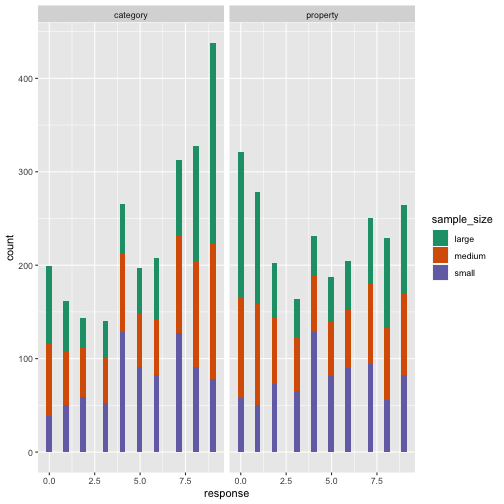 category property
count
400
300
200
100
0
0.0 2.5 5.0 7.5 0.0 2.5 5.0 7.5
response
sample_size
large
medium
small